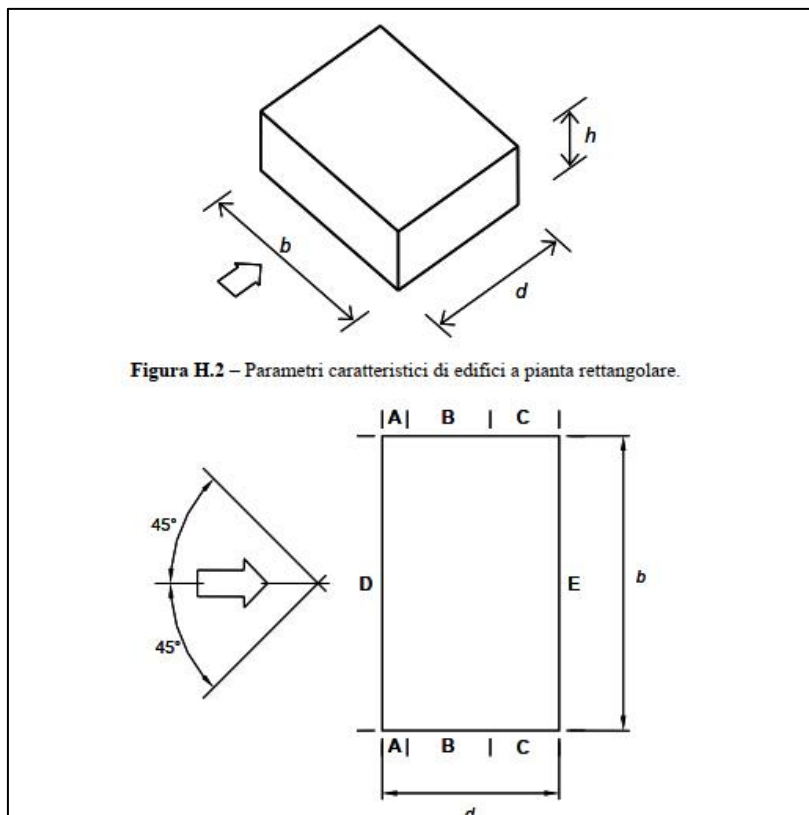 h
b
d
Figura H.2 – Parametri caratteristici di edifici a pianta rettangolare.
|A| B | C |
45°
D
E
b
45°
|A| B | C |
d